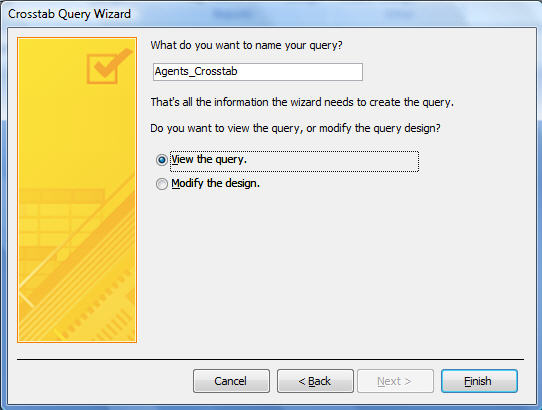 Crosstab Query Wizard
What do you want to name your query?
Agents_Crosstab
That's all the information the wizard needs to create the query.
Do you want to view the query, or modify the query design?
View the query.
Modify the design.
Cancel
< Back
Next >
Finish